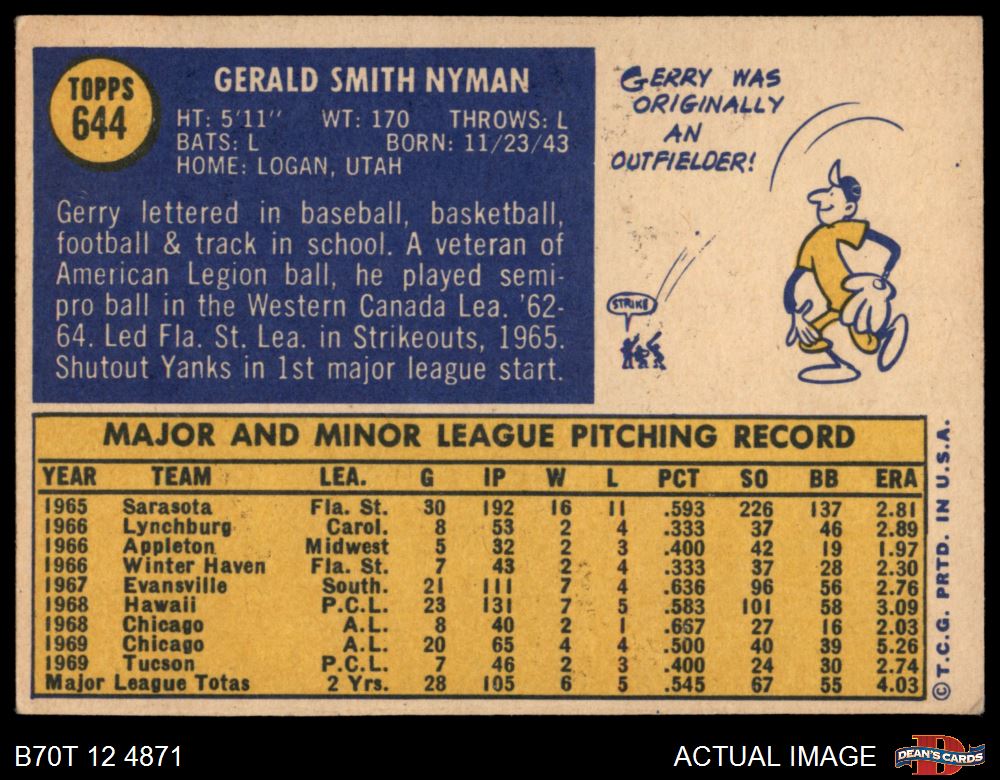 TOPPS
644
GERALD SMITH NYMAN
HT: 5'11" WT: 170 THROWS: L
BATS: L BORN: 11/23/43
HOME: LOGAN, UTAH
Gerry lettered in baseball, basketball,
football & track in school. A veteran of
American Legion ball, he played semi-
pro ball in the Western Canada Lea. '62-
64. Led Fla. St. Lea. in Strikeouts, 1965.
Shutout Yanks in 1st major league start.
GERRY WAS
ORIGINALLY
AN
OUTFIELDER!
STRIKE
MAJOR AND MINOR LEAGUE PITCHING RECORD
YEAR TEAM LEA. G IP W L PCT SO BB ERA
1965 Sarasota Fla. St. 30 192 16 11 .593 226 137 2.81
1966 Lynchburg Carol. 8 53 2 4 .333 37 46 2.89
1966 Appleton Midwest 5 32 2 3 .400 42 19 1.97
1966 Winter Haven Fla. St. 7 43 2 4 .333 37 28 2.30
1967 Evansville South. 21 111 7 4 .636 96 56 2.76
1968 Hawaii P.C.L. 23 131 7 5 .583 101 58 3.09
1968 Chicago A.L. 8 40 2 1 .667 27 16 2.03
1969 Chicago A.L. 20 65 4 4 .500 40 39 5.26
1969 Tucson P.C.L. 7 46 2 3 .400 24 30 2.74
Major League Totas 2 Yrs. 28 105 6 5 .545 67 55 4.03
© T.C.G. PRTD. IN U.S.A.
B70T 12 4871
ACTUAL IMAGE
D
DEAN'S CARDS